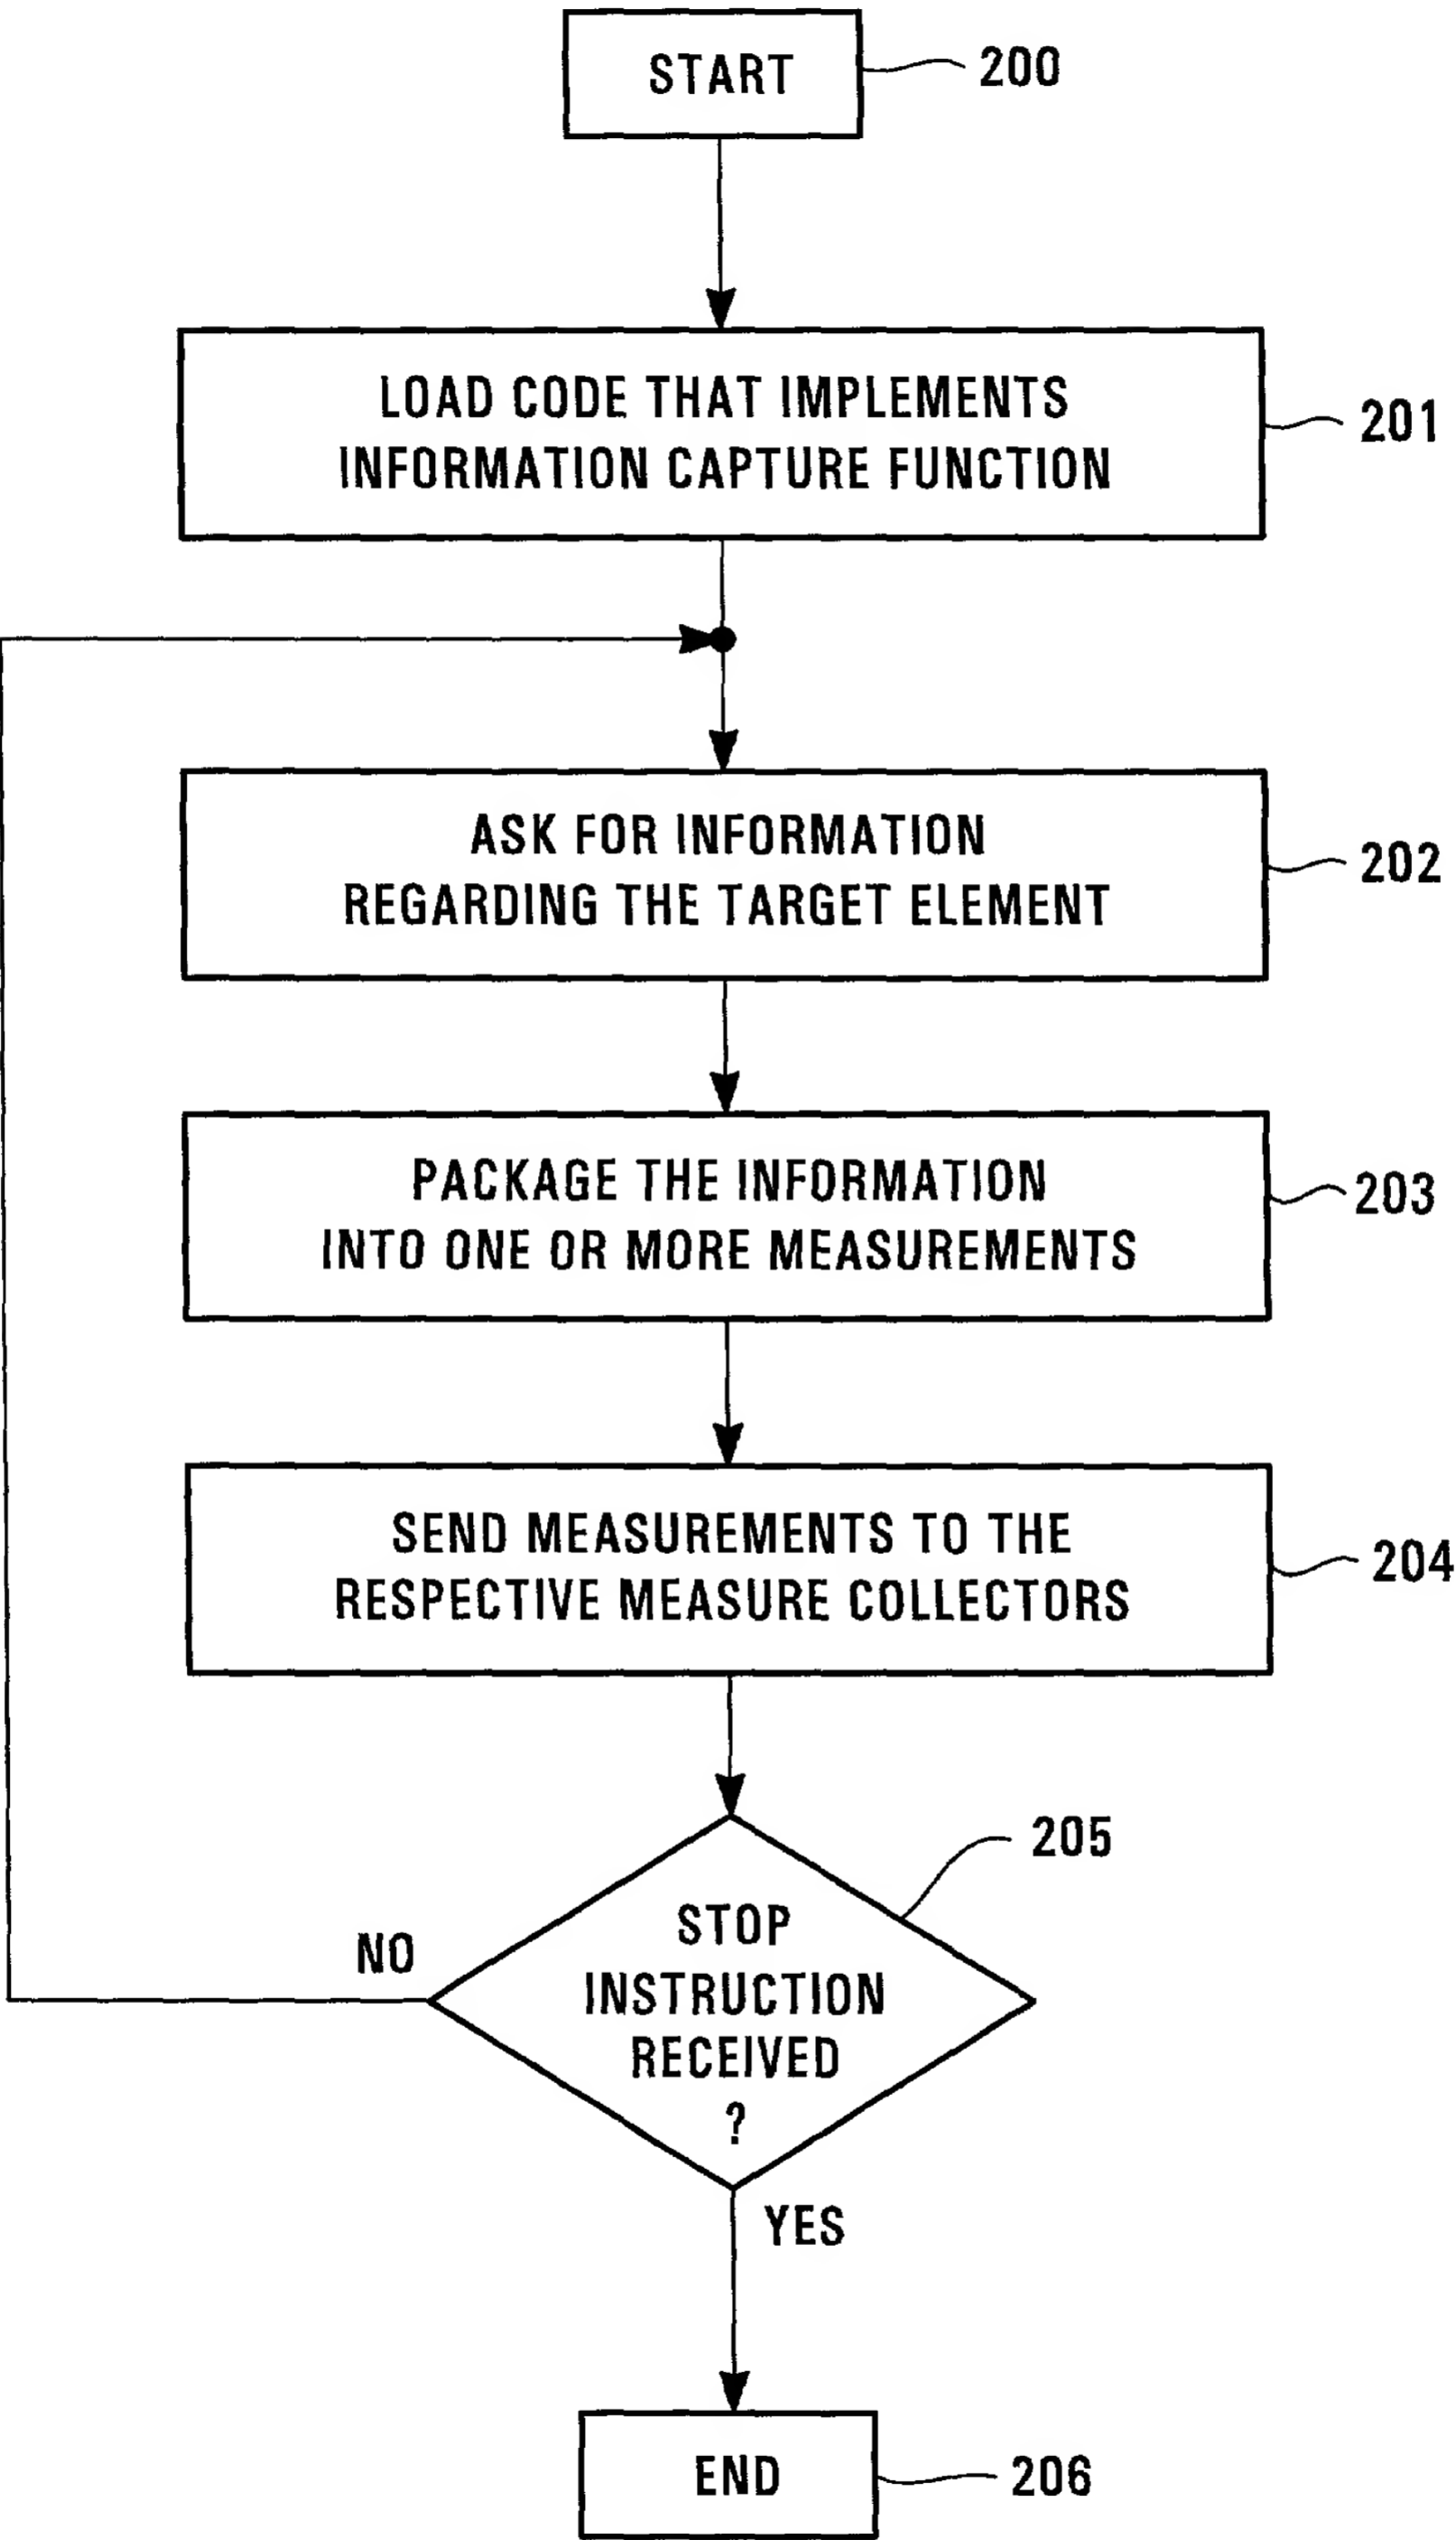 START
200
LOAD CODE THAT IMPLEMENTS
INFORMATION CAPTURE FUNCTION
201
ASK FOR INFORMATION
REGARDING THE TARGET ELEMENT
202
PACKAGE THE INFORMATION
INTO ONE OR MORE MEASUREMENTS
203
SEND MEASUREMENTS TO THE
RESPECTIVE MEASURE COLLECTORS
204
205
STOP
INSTRUCTION
RECEIVED
?
NO
YES
END
206